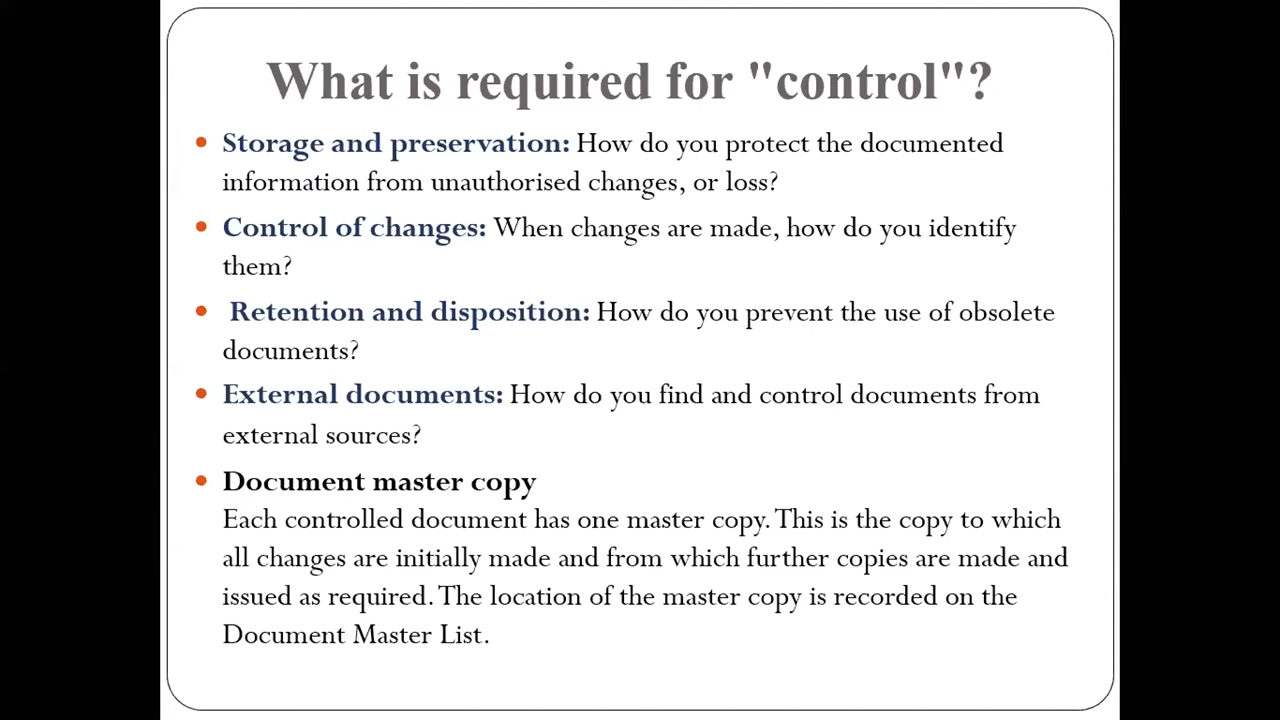 What is required for "control"?
• Storage and preservation: How do you protect the documented
information from unauthorised changes, or loss?
• Control of changes: When changes are made, how do you identify
them?
• Retention and disposition: How do you prevent the use of obsolete
documents?
• External documents: How do you find and control documents from
external sources?
• Document master copy
Each controlled document has one master copy. This is the copy to which
all changes are initially made and from which further copies are made and
issued as required. The location of the master copy is recorded on the
Document Master List.